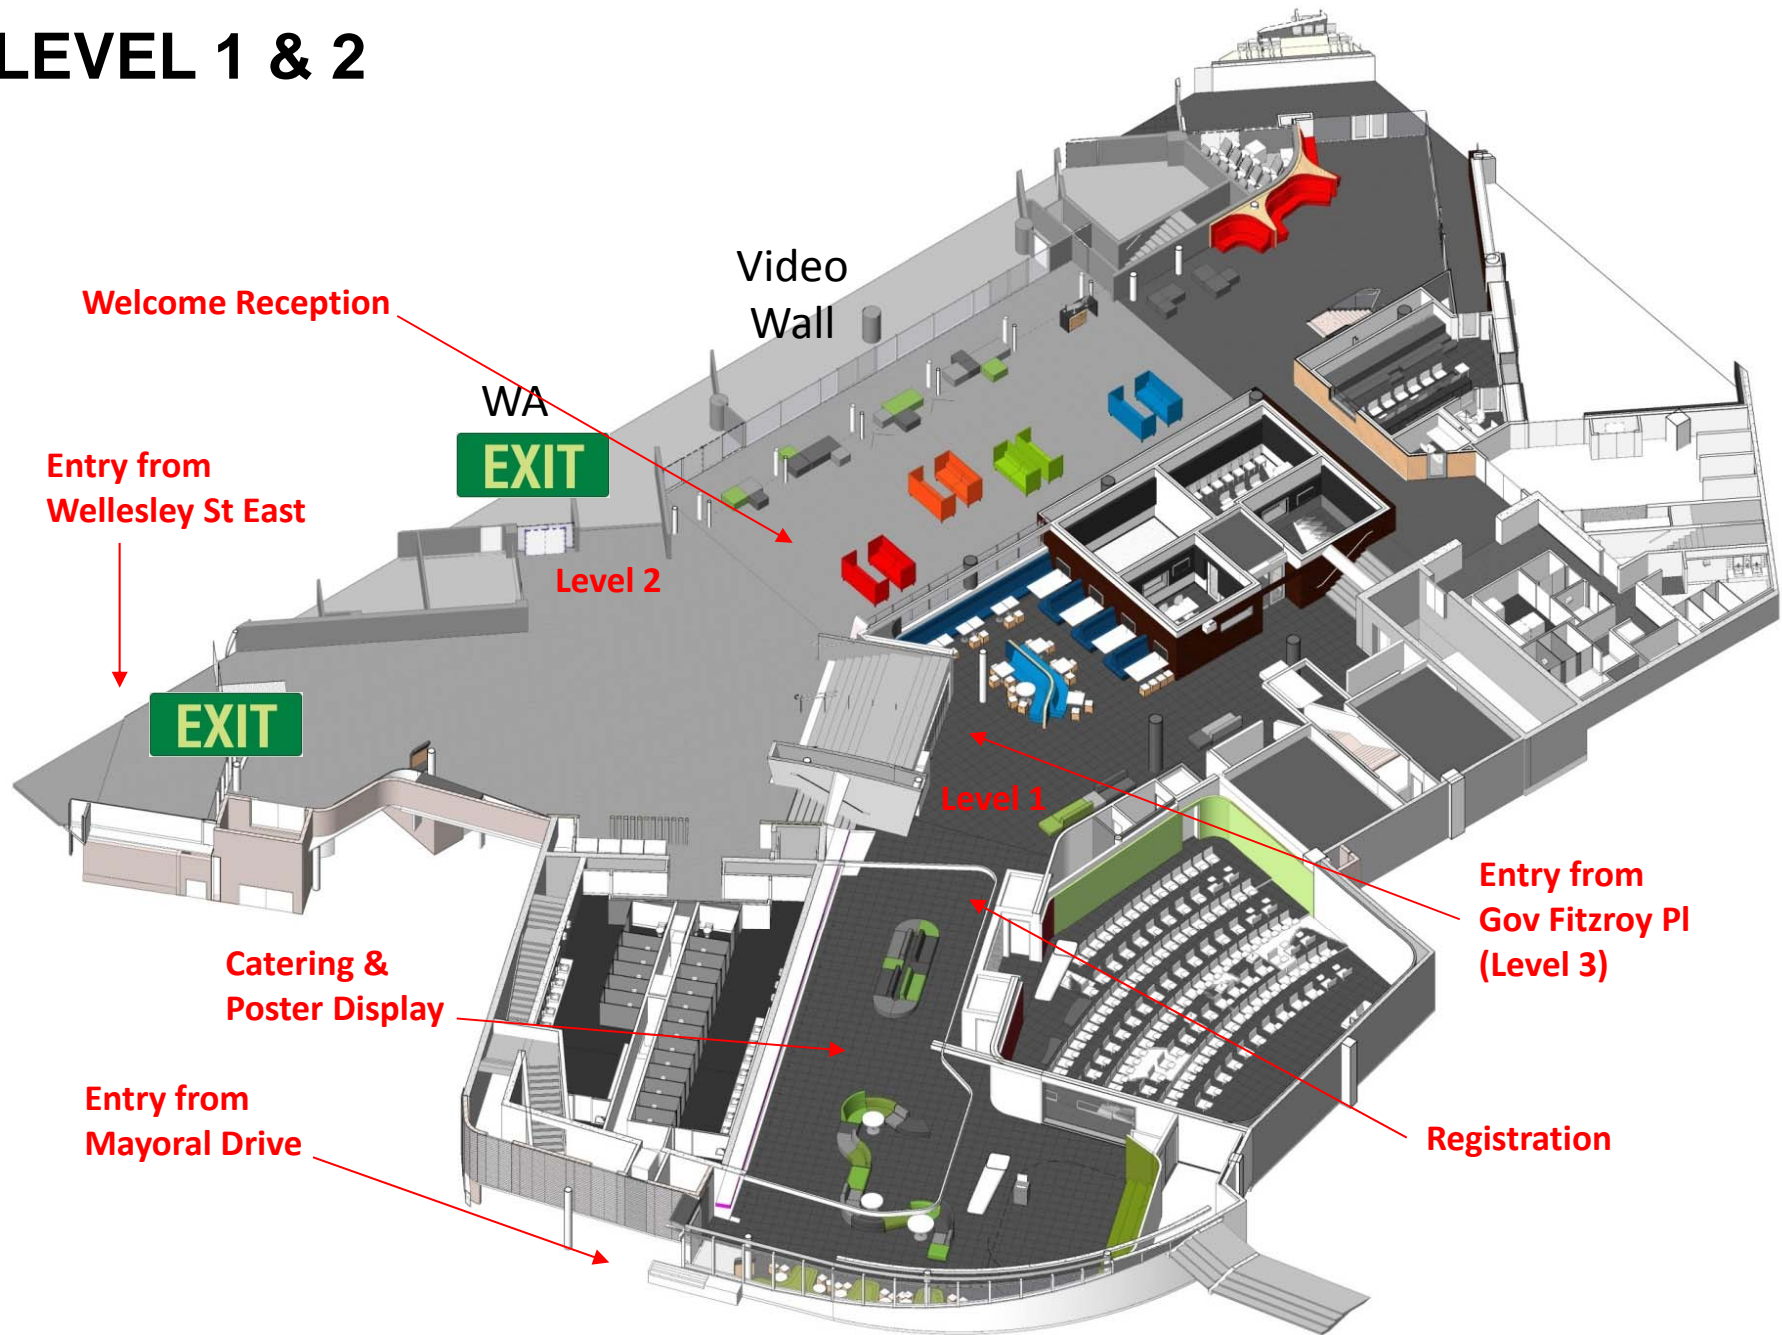 LEVEL 1 & 2
Video
Wall
Welcome Reception
WA
EXIT
Entry from
Wellesley St East
Level 2
EXIT
Level 1
Entry from
Gov Fitzroy Pl
(Level 3)
Catering &
Poster Display
Entry from
Mayoral Drive
Registration